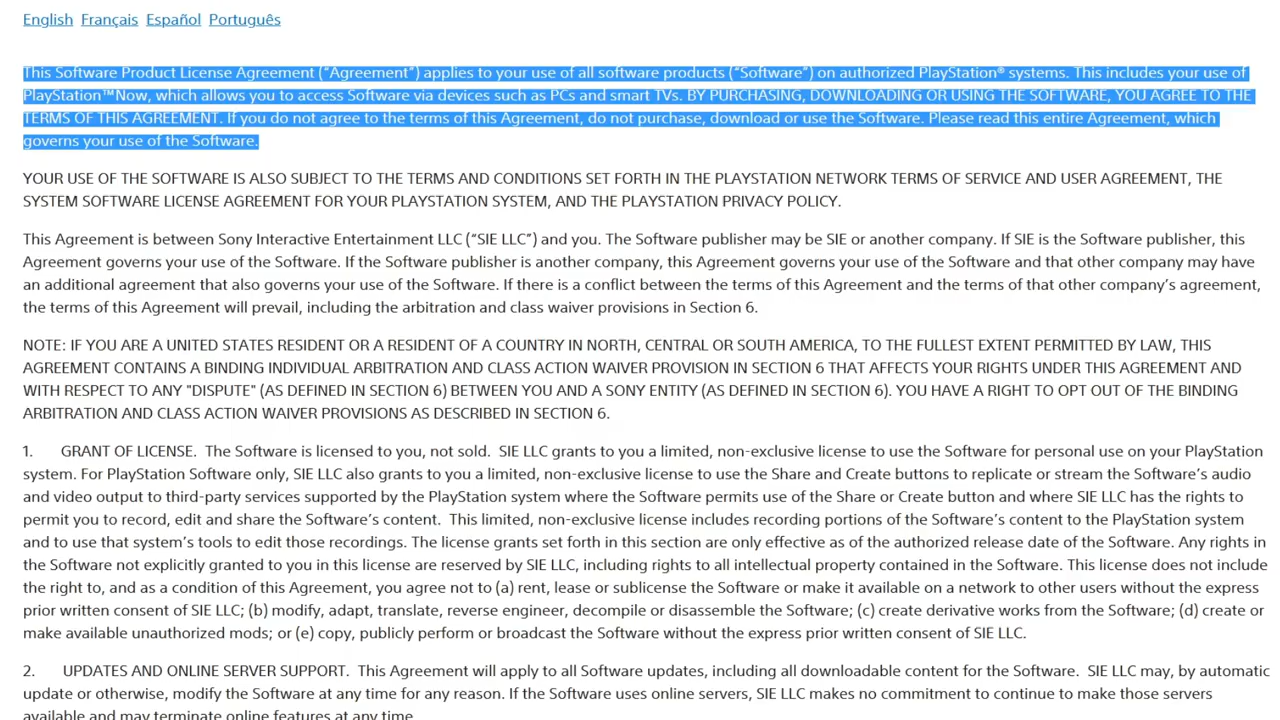 English Français Español Português
This Software Product License Agreement (“Agreement”) applies to your use of all software products (“Software”) on authorized PlayStation® systems. This includes your use of
PlayStation™Now, which allows you to access Software via devices such as PCs and smart TVs. BY PURCHASING, DOWNLOADING OR USING THE SOFTWARE, YOU AGREE TO THE
TERMS OF THIS AGREEMENT. If you do not agree to the terms of this Agreement, do not purchase, download or use the Software. Please read this entire Agreement, which
governs your use of the Software.
YOUR USE OF THE SOFTWARE IS ALSO SUBJECT TO THE TERMS AND CONDITIONS SET FORTH IN THE PLAYSTATION NETWORK TERMS OF SERVICE AND USER AGREEMENT, THE
SYSTEM SOFTWARE LICENSE AGREEMENT FOR YOUR PLAYSTATION SYSTEM, AND THE PLAYSTATION PRIVACY POLICY.
This Agreement is between Sony Interactive Entertainment LLC (“SIE LLC”) and you. The Software publisher may be SIE or another company. If SIE is the Software publisher, this
Agreement governs your use of the Software. If the Software publisher is another company, this Agreement governs your use of the Software and that other company may have
an additional agreement that also governs your use of the Software. If there is a conflict between the terms of this Agreement and the terms of that other company’s agreement,
the terms of this Agreement will prevail, including the arbitration and class waiver provisions in Section 6.
NOTE: IF YOU ARE A UNITED STATES RESIDENT OR A RESIDENT OF A COUNTRY IN NORTH, CENTRAL OR SOUTH AMERICA, TO THE FULLEST EXTENT PERMITTED BY LAW, THIS
AGREEMENT CONTAINS A BINDING INDIVIDUAL ARBITRATION AND CLASS ACTION WAIVER PROVISION IN SECTION 6 THAT AFFECTS YOUR RIGHTS UNDER THIS AGREEMENT AND
WITH RESPECT TO ANY "DISPUTE" (AS DEFINED IN SECTION 6) BETWEEN YOU AND A SONY ENTITY (AS DEFINED IN SECTION 6). YOU HAVE A RIGHT TO OPT OUT OF THE BINDING
ARBITRATION AND CLASS ACTION WAIVER PROVISIONS AS DESCRIBED IN SECTION 6.
1. GRANT OF LICENSE. The Software is licensed to you, not sold. SIE LLC grants to you a limited, non-exclusive license to use the Software for personal use on your PlayStation
system. For PlayStation Software only, SIE LLC also grants to you a limited, non-exclusive license to use the Share and Create buttons to replicate or stream the Software’s audio
and video output to third-party services supported by the PlayStation system where the Software permits use of the Share or Create button and where SIE LLC has the rights to
permit you to record, edit and share the Software’s content. This limited, non-exclusive license includes recording portions of the Software’s content to the PlayStation system
and to use that system’s tools to edit those recordings. The license grants set forth in this section are only effective as of the authorized release date of the Software. Any rights in
the Software not explicitly granted to you in this license are reserved by SIE LLC, including rights to all intellectual property contained in the Software. This license does not include
the right to, and as a condition of this Agreement, you agree not to (a) rent, lease or sublicense the Software or make it available on a network to other users without the express
prior written consent of SIE LLC; (b) modify, adapt, translate, reverse engineer, decompile or disassemble the Software; (c) create derivative works from the Software; (d) create or
make available unauthorized mods; or (e) copy, publicly perform or broadcast the Software without the express prior written consent of SIE LLC.
2. UPDATES AND ONLINE SERVER SUPPORT. This Agreement will apply to all Software updates, including all downloadable content for the Software. SIE LLC may, by automatic
update or otherwise, modify the Software at any time for any reason. If the Software uses online servers, SIE LLC makes no commitment to continue to make those servers
available and may terminate online features at any time.